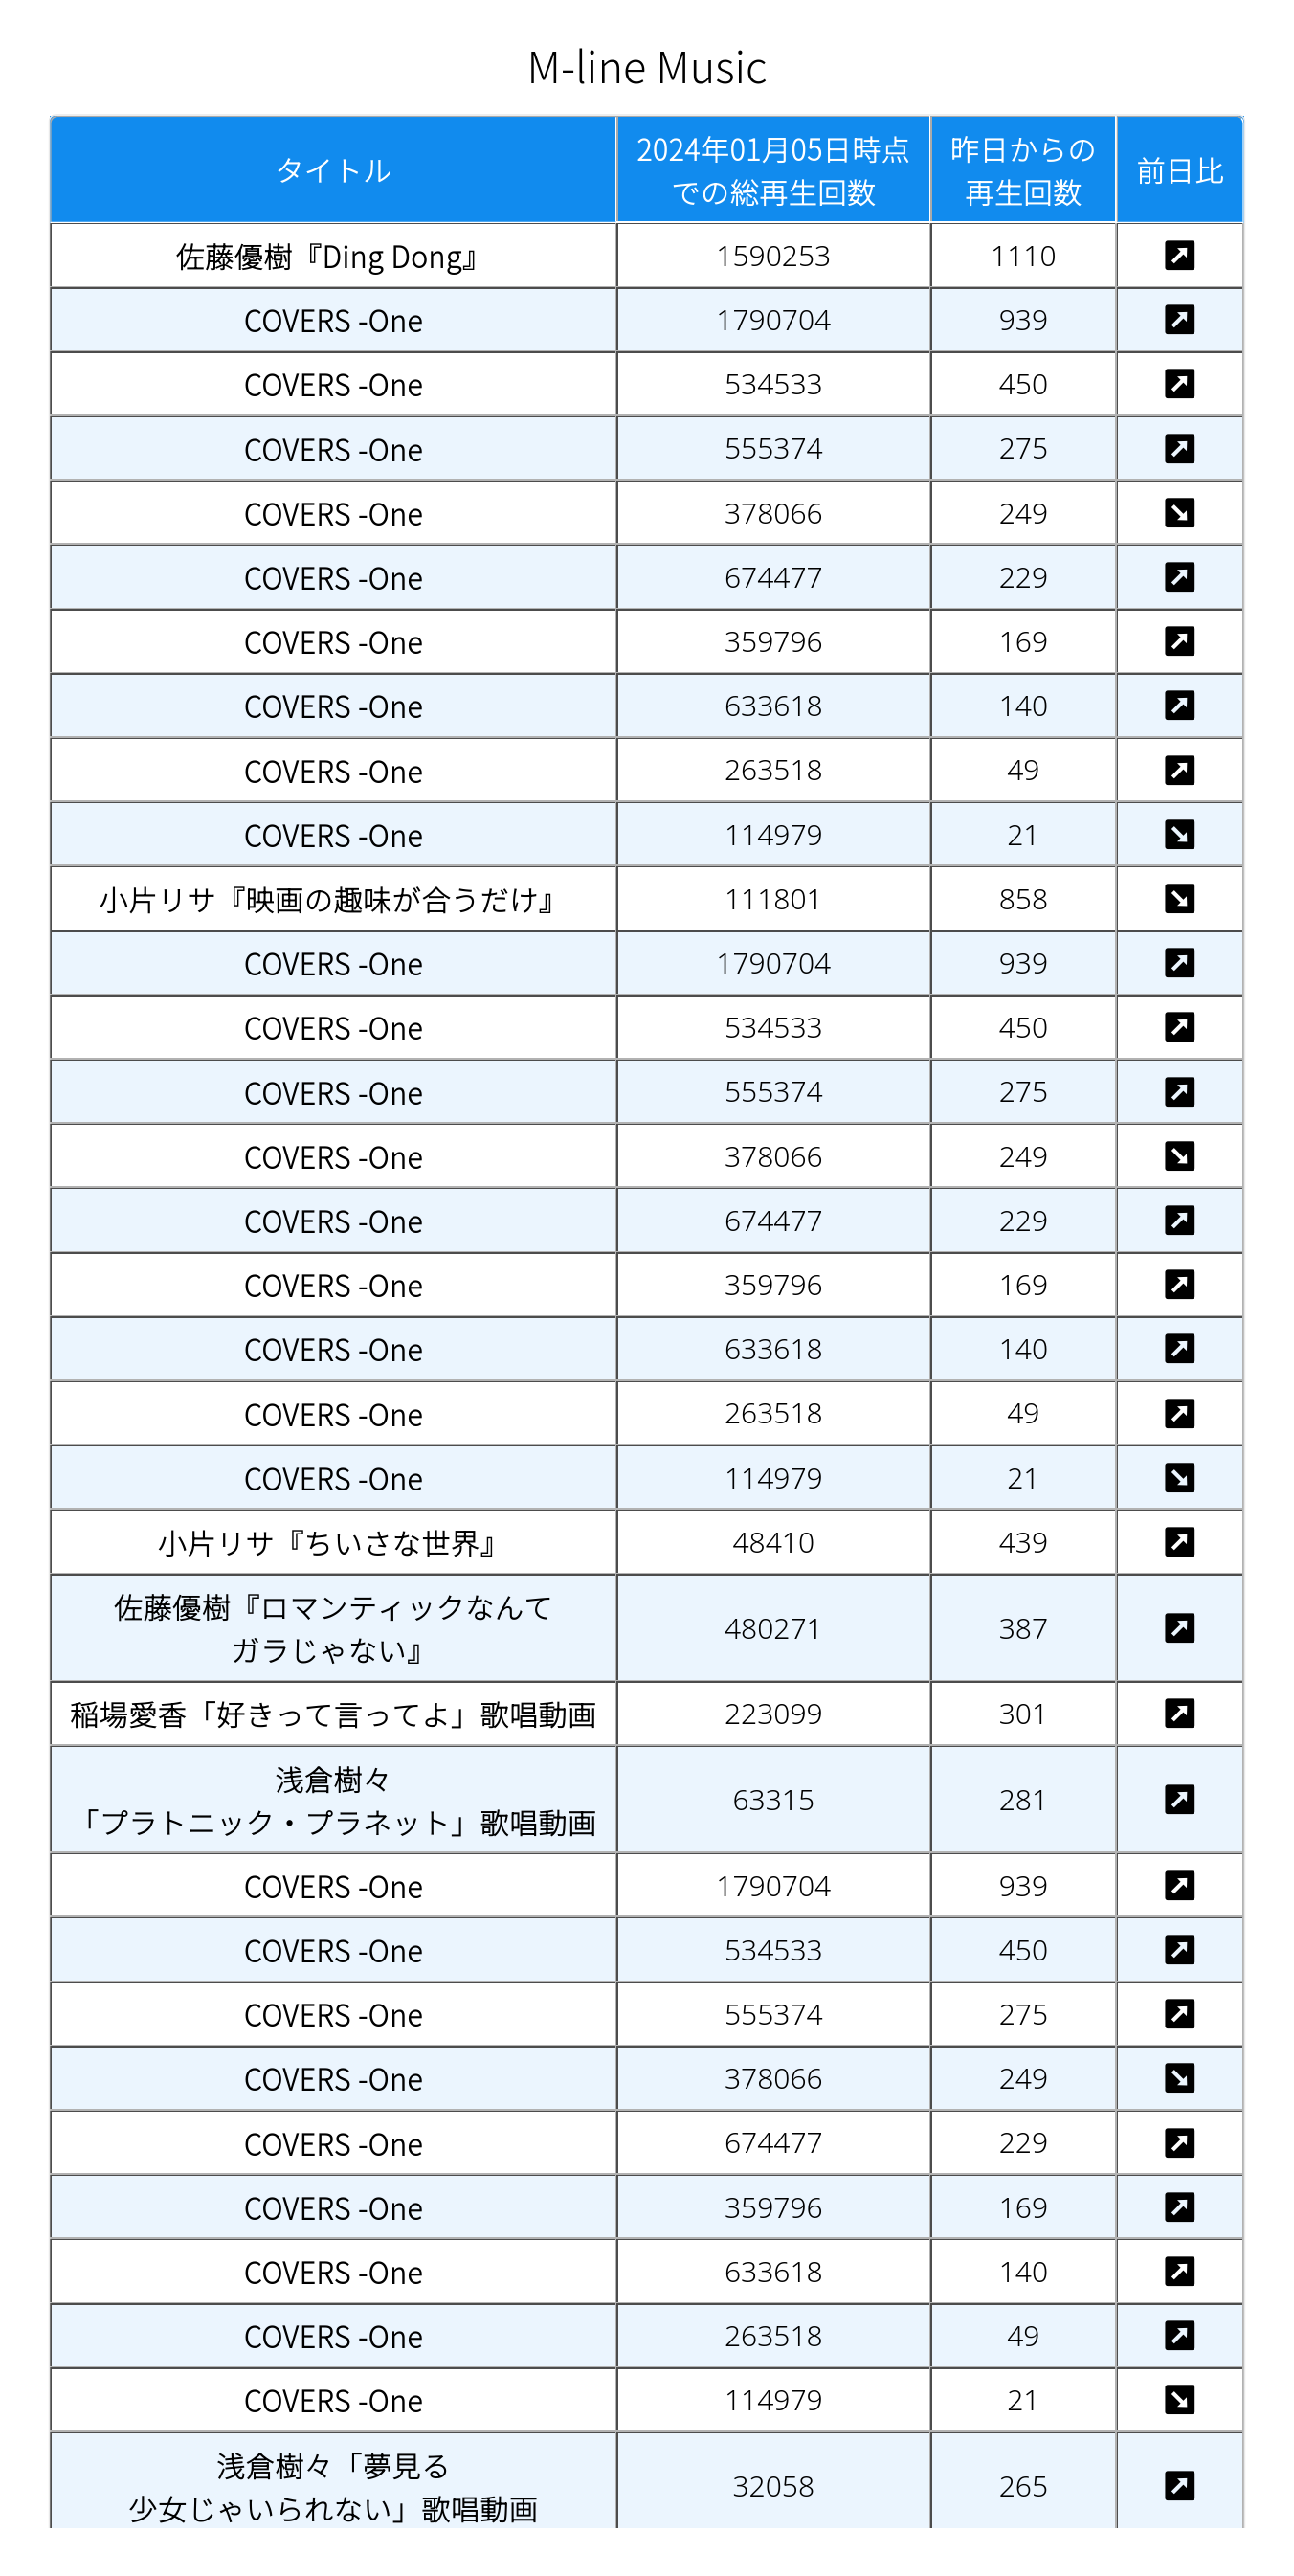 M-line Music
タイトル
2024年01月05日時点
での総再生回数
昨日からの
再生回数
前日比
佐藤優樹『Ding Dong』 1590253 1110
COVERS -One 1790704 939
COVERS -One 534533 450
COVERS -One 555374 275
COVERS -One 378066 249
COVERS -One 674477 229
COVERS -One 359796 169
COVERS -One 633618 140
COVERS -One 263518 49
COVERS -One 114979 21
小片リサ『映画の趣味が合うだけ』 111801 858
COVERS -One 1790704 939
COVERS -One 534533 450
COVERS -One 555374 275
COVERS -One 378066 249
COVERS -One 674477 229
COVERS -One 359796 169
COVERS -One 633618 140
COVERS -One 263518 49
COVERS -One 114979 21
小片リサ『ちいさな世界』 48410 439
佐藤優樹『ロマンティックなんて
ガラじゃない』 480271 387
稲場愛香「好きって言ってよ」歌唱動画 223099 301
浅倉樹々
「プラトニック・プラネット」歌唱動画 63315 281
COVERS -One 1790704 939
COVERS -One 534533 450
COVERS -One 555374 275
COVERS -One 378066 249
COVERS -One 674477 229
COVERS -One 359796 169
COVERS -One 633618 140
COVERS -One 263518 49
COVERS -One 114979 21
浅倉樹々「夢見る
少女じゃいられない」歌唱動画 32058 265